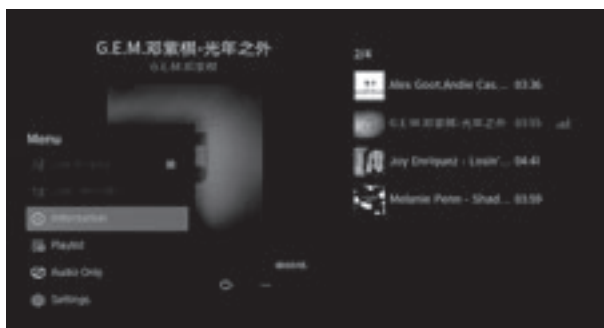 G.E.M.邓紫棋-光年之外
G.E.M.邓紫棋
2/4
Alex Goot,Andie Cas... 03:36
G.E.M.邓紫棋-光年之外 03:55
Joy Enriquez - Losin'... 04:41
Melanie Penn - Shad... 03:59
Menu
Information
Playlist
Audio Only
Settings